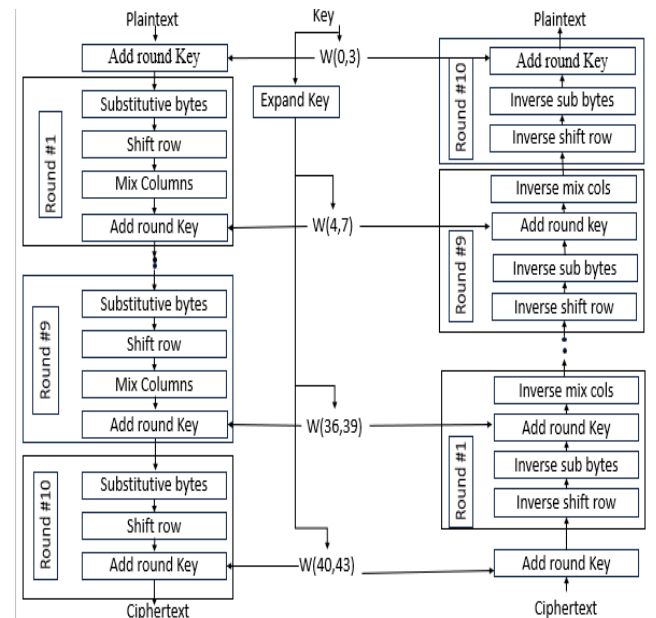 Plaintext
Add round Key
Round #1
Substitutive bytes
Shift row
Mix Columns
Add round Key
Round #9
Substitutive bytes
Shift row
Mix Columns
Add round Key
Round #10
Substitutive bytes
Shift row
Add round Key
Ciphertext
Key
W(0,3)
Expand Key
W(4,7)
W(36,39)
W(40,43)
Plaintext
Round #10
Add round Key
Inverse sub bytes
Inverse shift row
Round #9
Inverse mix cols
Add round key
Inverse sub bytes
Inverse shift row
Round #1
Inverse mix cols
Add round Key
Inverse sub bytes
Inverse shift row
Add round Key
Ciphertext